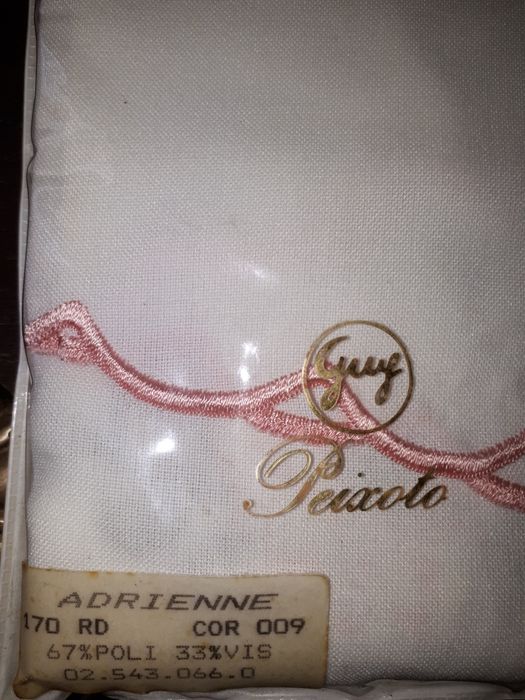 Guy
Peixoto
ADRIENNE
170 RD COR 009
67%POLI 33%VIS
02.543.066.0